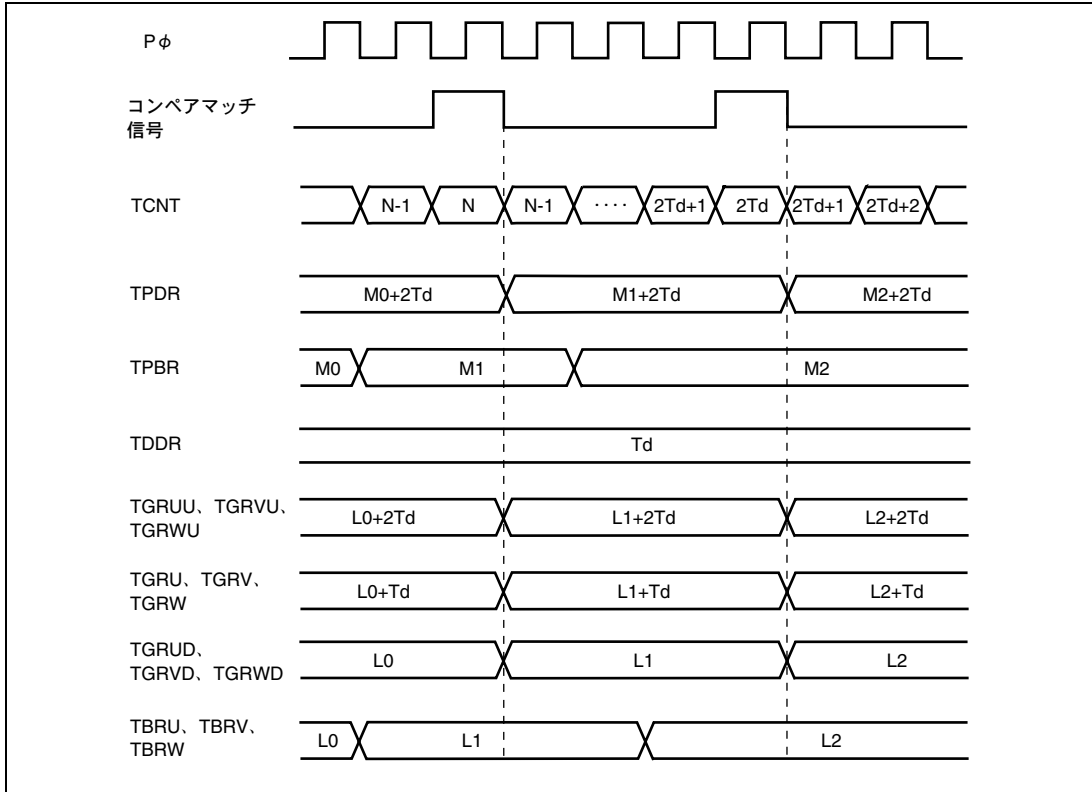 Pφ
コンペアマッチ
信号
TCNT
N-1 N N-1 ････ 2Td+1 2Td 2Td+1 2Td+2
TPDR
M0+2Td M1+2Td M2+2Td
TPBR
M0 M1 M2
TDDR
Td
TGRUU、TGRVU、
TGRWU
L0+2Td L1+2Td L2+2Td
TGRU、TGRV、
TGRW
L0+Td L1+Td L2+Td
TGRUD、
TGRVD、TGRWD
L0 L1 L2
TBRU、TBRV、
TBRW
L0 L1 L2